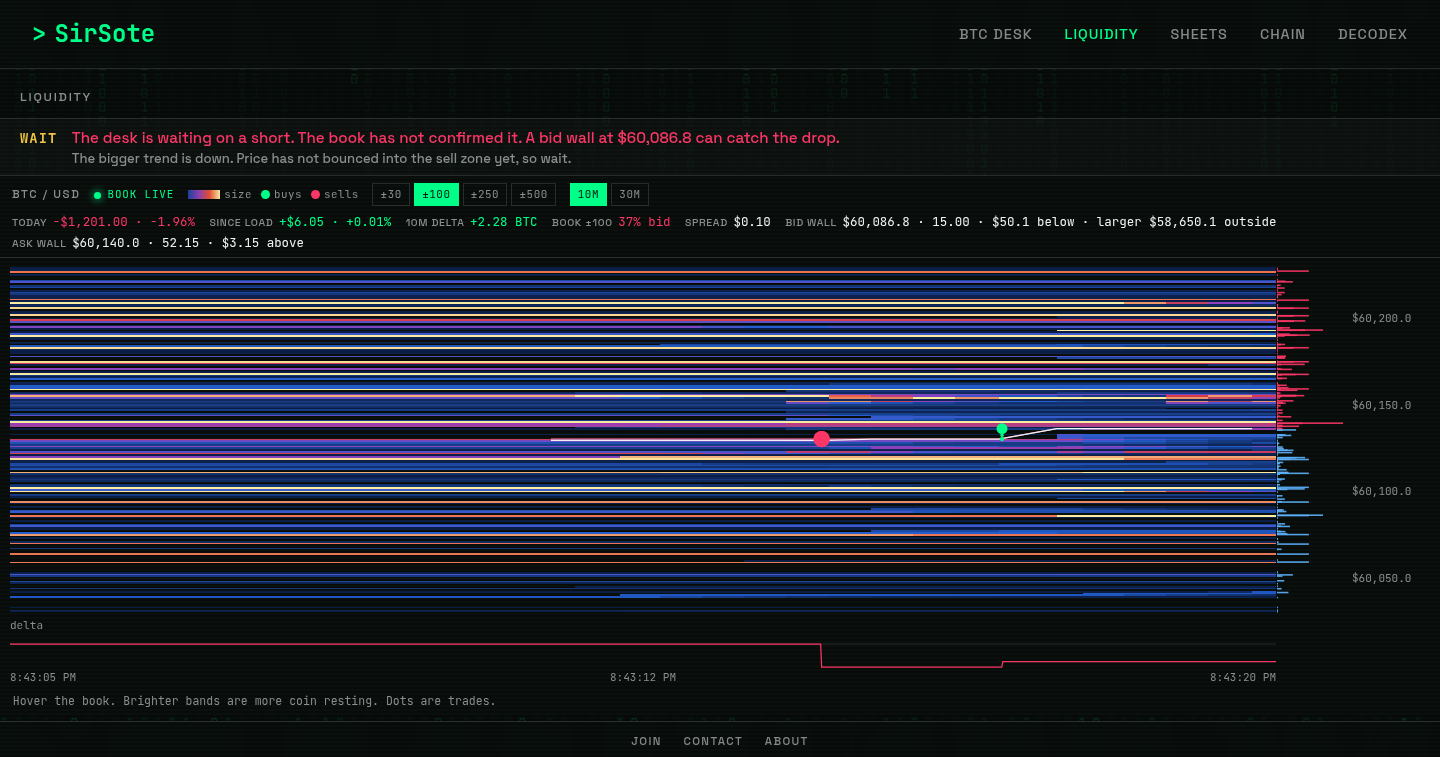 > SirSote
BTC DESK LIQUIDITY SHEETS CHAIN DECODEX
LIQUIDITY
WAIT The desk is waiting on a short. The book has not confirmed it. A bid wall at $60,086.8 can catch the drop.
The bigger trend is down. Price has not bounced into the sell zone yet, so wait.
BTC / USD BOOK LIVE size buys sells ±30 ±100 ±250 ±500 10M 30M
TODAY -$1,201.00 · -1.96% SINCE LOAD +$6.05 · +0.01% 10M DELTA +2.28 BTC BOOK ±100 37% bid SPREAD $0.10 BID WALL $60,086.8 · 15.00 · $50.1 below · larger $58,650.1 outside
ASK WALL $60,140.0 · 52.15 · $3.15 above
$60,200.0
$60,150.0
$60,100.0
$60,050.0
delta
8:43:05 PM 8:43:12 PM 8:43:20 PM
Hover the book. Brighter bands are more coin resting. Dots are trades.
JOIN CONTACT ABOUT